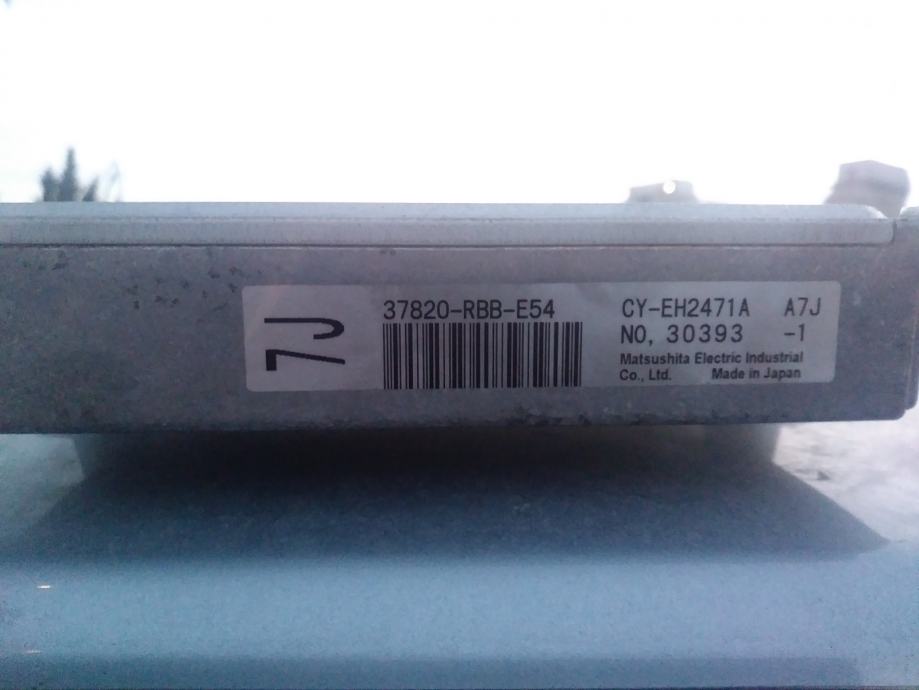 7J
37820-RBB-E54
CY-EH2471A A7J
NO, 30393 -1
Matsushita Electric Industrial
Co., Ltd. Made in Japan